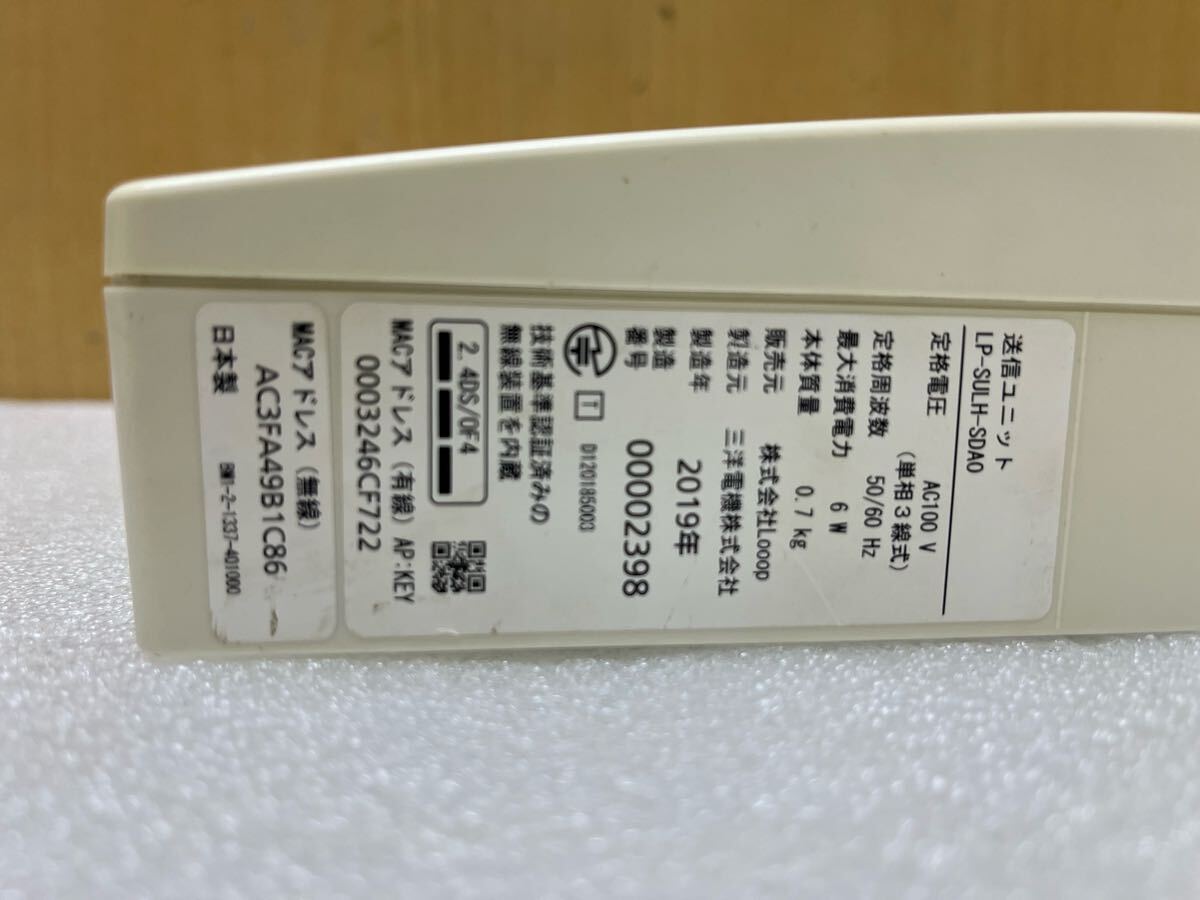 送信ユニット
LP-SULH-SDA0
定格電圧 AC100 V
(単相3線式)
定格周波数 50/60 Hz
最大消費電力 6 W
本体質量 0.7 kg
販売元 株式会社Looop
製造元 三洋電機株式会社
製造年 2019年
製造
番号 00002398
T D120185003
技術基準認証済みの
無線装置を内蔵
2.4DS/OF4
MACアドレス (有線) AP:KEY
0003246CF722
MACアドレス (無線)
AC3FA49B1C86
日本製 BW1-2-1337-401000